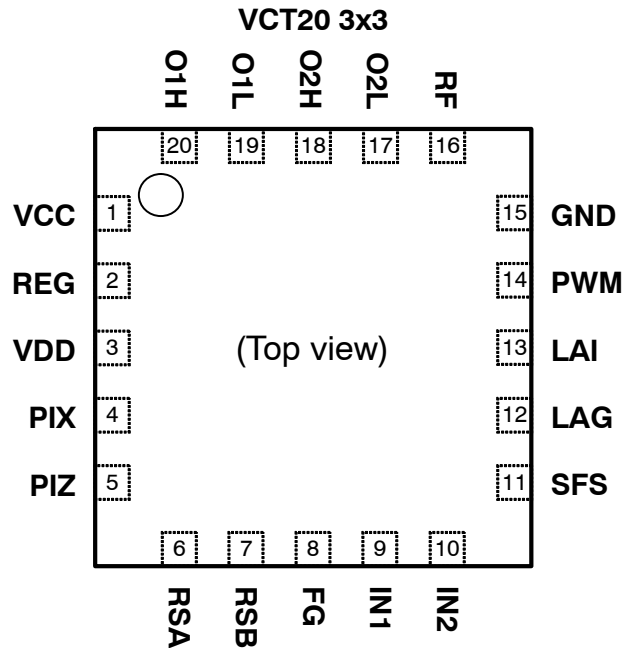 VCT20 3x3
O1H O1L O2H O2L RF
20 19 18 17 16
VCC 1 15 GND
REG 2 14 PWM
VDD 3 (Top view) 13 LAI
PIX 4 12 LAG
PIZ 5 11 SFS
6 7 8 9 10
RSA RSB FG IN1 IN2